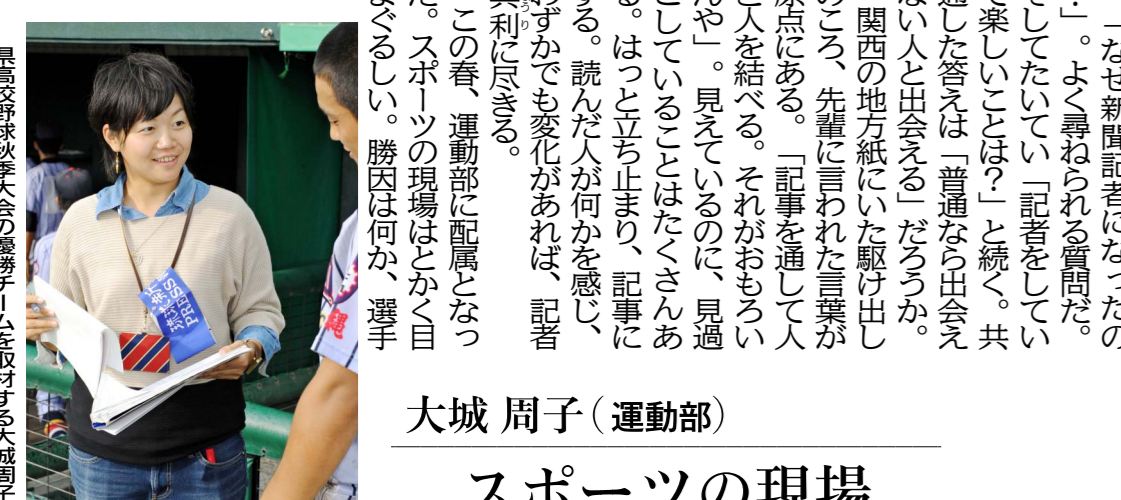 「なぜ新聞記者になったの
？」。よく尋ねられる質問だ。
そしてたいてい「記者をしてい
て楽しいことは？」と続く。共
通した答えは「普通なら出会え
ない人と出会える」だろうか。
関西の地方紙にいた駆け出し
のころ、先輩に言われた言葉が
原点にある。「記事を通して人
と人を結べる。それがおもろい
んや」。見えているのに、見過
としていることはたくさんあ
る。はっと立ち止まり、記事に
する。読んだ人が何かを感じ、
わずかでも変化があれば、記者
冥利に尽きる。
この春、運動部に配属となっ
た。スポーツの現場はとかく目
まぐるしい。勝因は何か、選手
大城 周子（運動部）
スポーツの現場
県高校野球秋季大会の優勝チームを取材する大城周子
琉球新報
PRESS